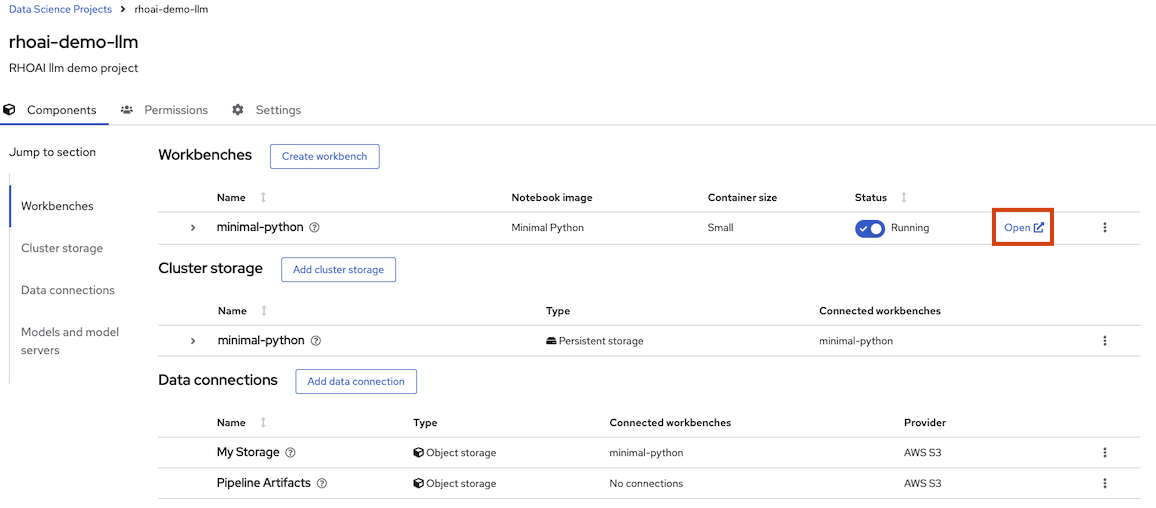 Data Science Projects > rhoai-demo-llm
rhoai-demo-llm
RHOAI llm demo project
Components Permissions Settings
Jump to section
Workbenches
Cluster storage
Data connections
Models and model
servers
Workbenches Create workbench
Name Notebook image Container size Status
minimal-python Minimal Python Small Running Open
Cluster storage Add cluster storage
Name Type Connected workbenches
minimal-python Persistent storage minimal-python
Data connections Add data connection
Name Type Connected workbenches Provider
My Storage Object storage minimal-python AWS S3
Pipeline Artifacts Object storage No connections AWS S3